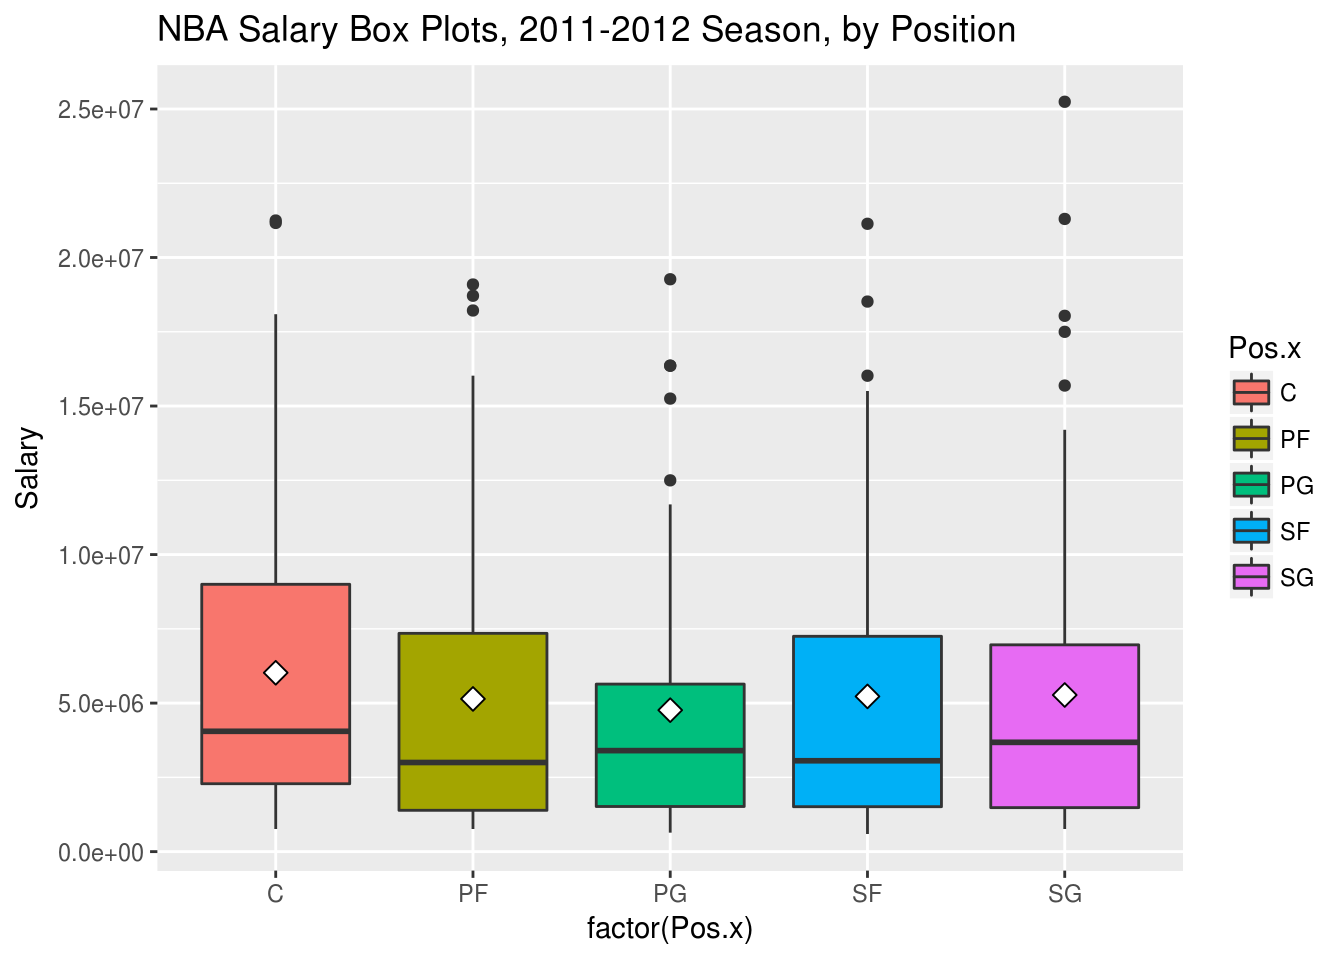 NBA Salary Box Plots, 2011-2012 Season, by Position
Salary
2.5e+07
2.0e+07
1.5e+07
1.0e+07
5.0e+06
0.0e+00
C PF PG SF SG
factor(Pos.x)
Pos.x
C
PF
PG
SF
SG